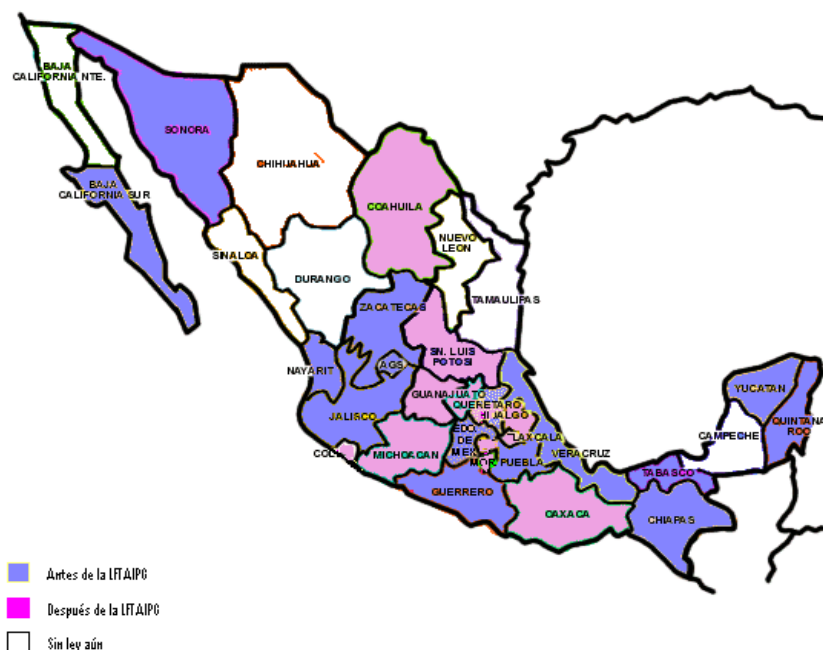 BAJA
CALIFORNIA NTE.
SONORA
CHIHIJAHIJA
BAJA
CALIFORNIA SUR
COAHUILA
SINALOA
NUEVO
LEON
DURANGO
TAMAULIPAS
ZACATECAS
SN. LUIS
POTOSI
NAYARIT
AGS.
GUANAJUATO
QUERETARO
HIDALGO
JALISCO
EDO.
DE
MEX
TLAXCALA
COL.
MICHOACAN
MOR.
PUEBLA
VERACRUZ
YUCATAN
QUINTANA
ROO
CAMPECHE
TABASCO
GUERRERO
OAXACA
CHIAPAS
Antes de la LFTAIPG
Después de la LFTAIPG
Sin ley aún